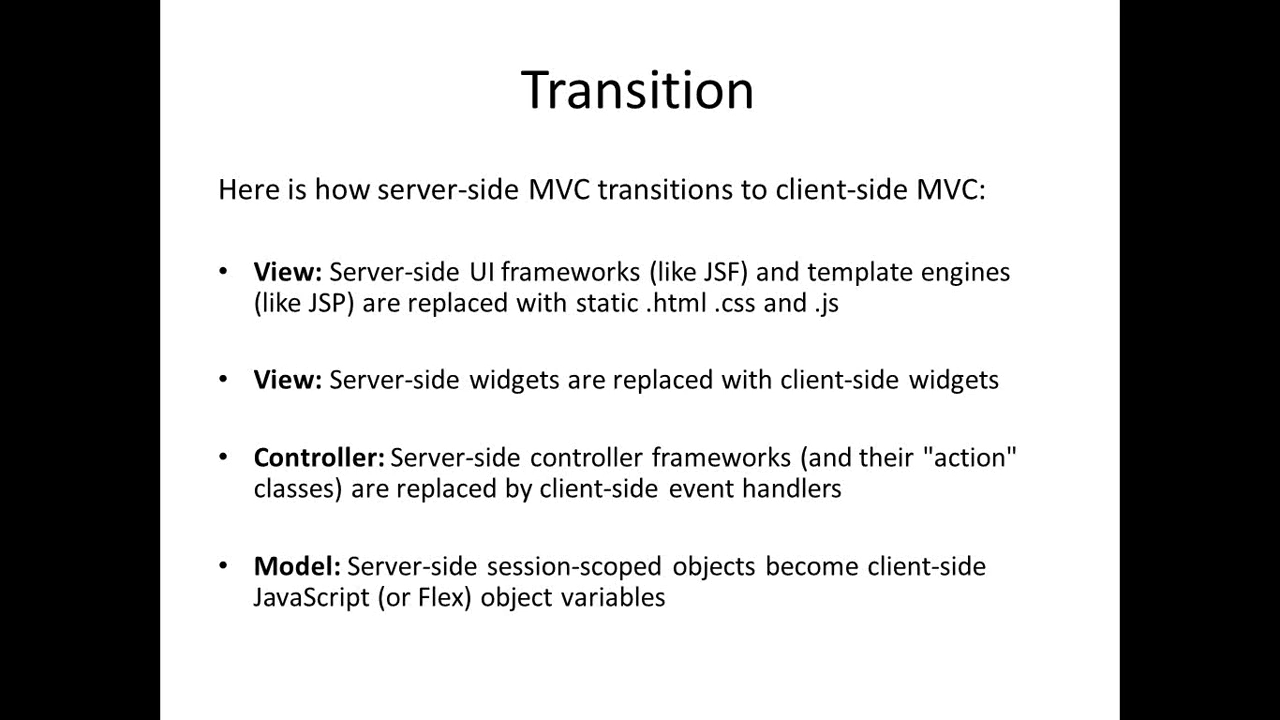 Transition
Here is how server-side MVC transitions to client-side MVC:
• View: Server-side UI frameworks (like JSF) and template engines
(like JSP) are replaced with static .html .css and .js
• View: Server-side widgets are replaced with client-side widgets
• Controller: Server-side controller frameworks (and their "action"
classes) are replaced by client-side event handlers
• Model: Server-side session-scoped objects become client-side
JavaScript (or Flex) object variables